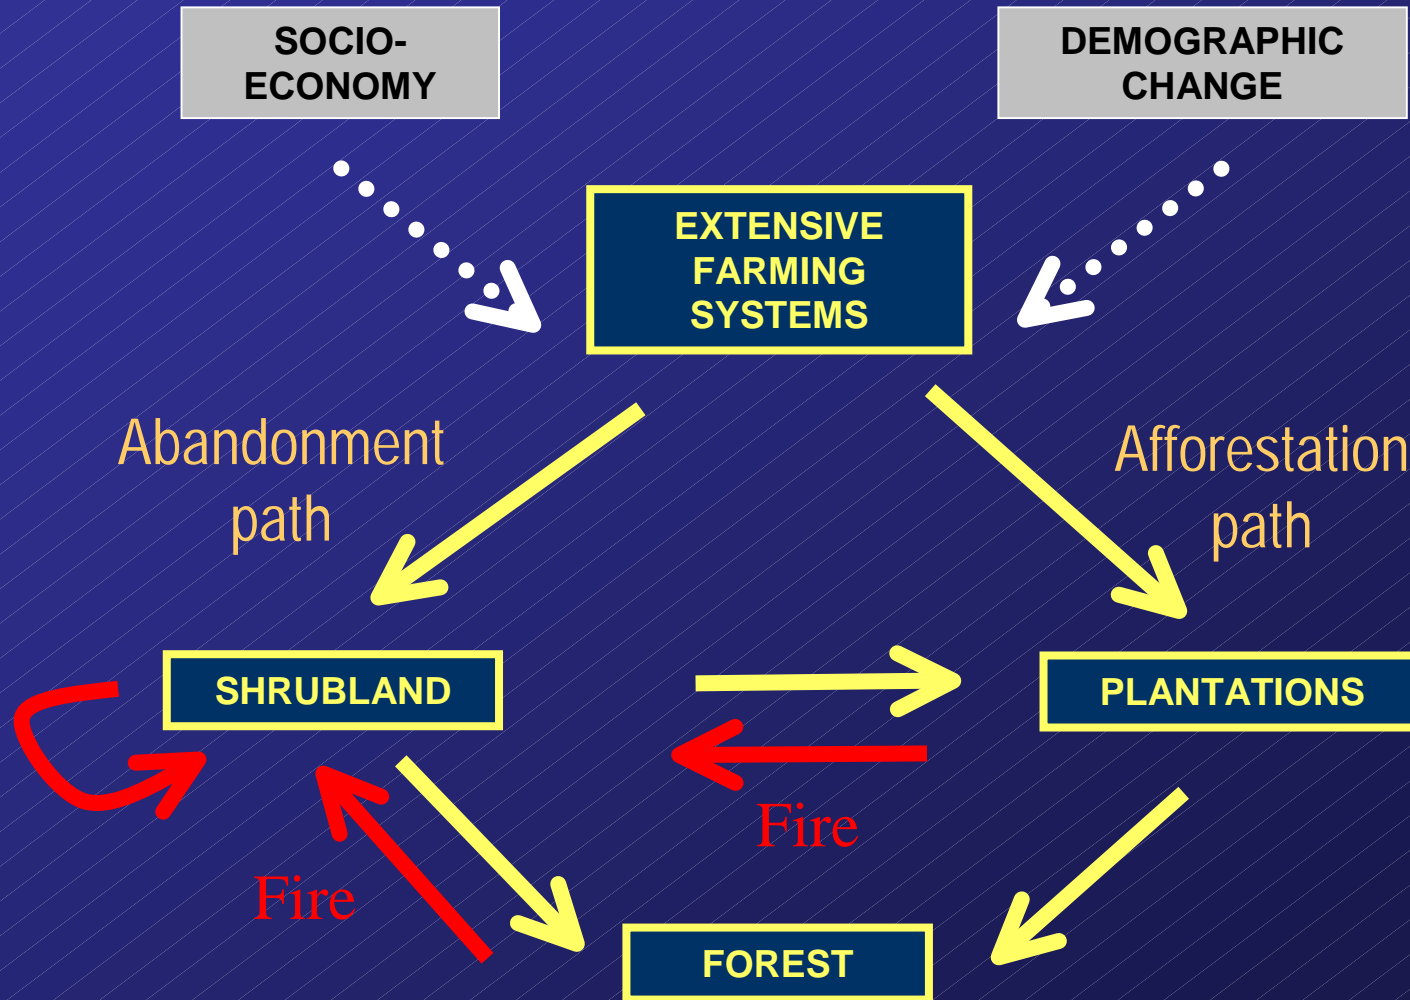 SOCIO-
ECONOMY
DEMOGRAPHIC
CHANGE
EXTENSIVE
FARMING
SYSTEMS
Abandonment
path
Afforestation
path
SHRUBLAND
PLANTATIONS
Fire
Fire
FOREST